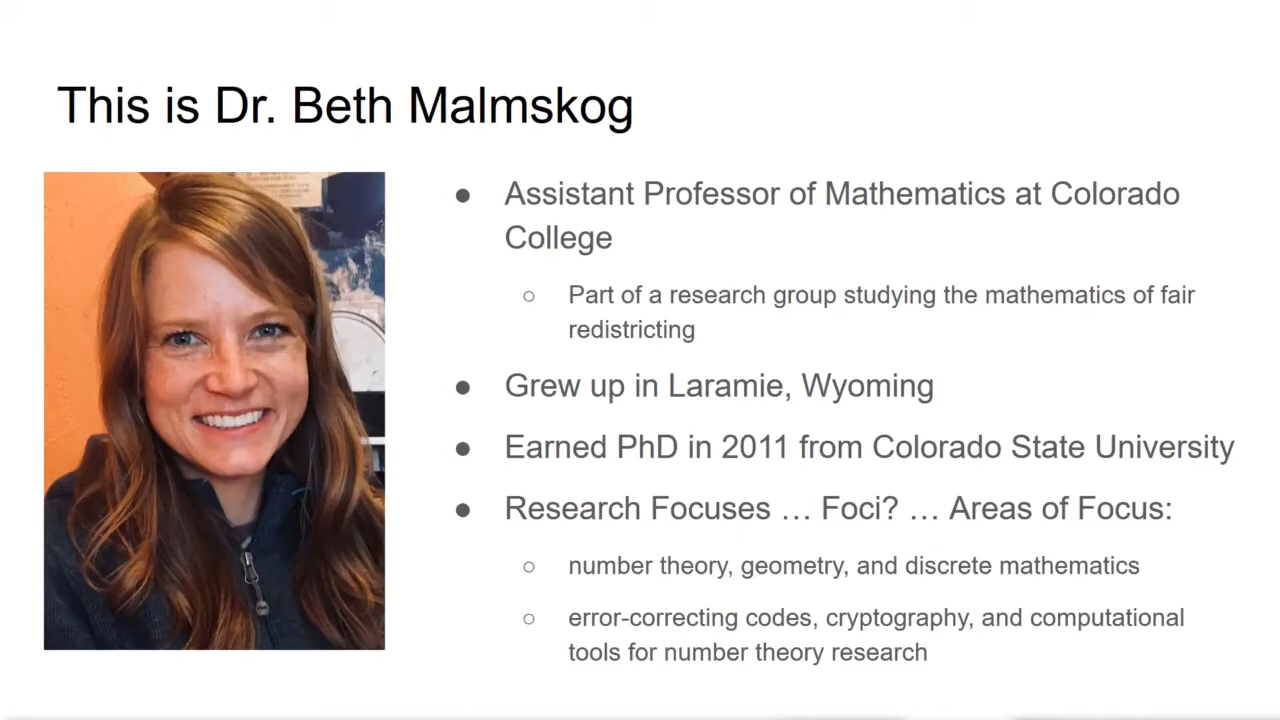 This is Dr. Beth Malmskog
● Assistant Professor of Mathematics at Colorado
College
○ Part of a research group studying the mathematics of fair
redistricting
● Grew up in Laramie, Wyoming
● Earned PhD in 2011 from Colorado State University
● Research Focuses … Foci? … Areas of Focus:
○ number theory, geometry, and discrete mathematics
○ error-correcting codes, cryptography, and computational
tools for number theory research